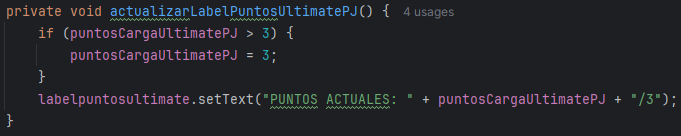 private void actualizarLabelPuntosUltimatePJ() { 4 usages
if (puntosCargaUltimatePJ > 3) {
puntosCargaUltimatePJ = 3;
}
labelpuntosultimate.setText("PUNTOS ACTUALES: " + puntosCargaUltimatePJ + "/3");
}